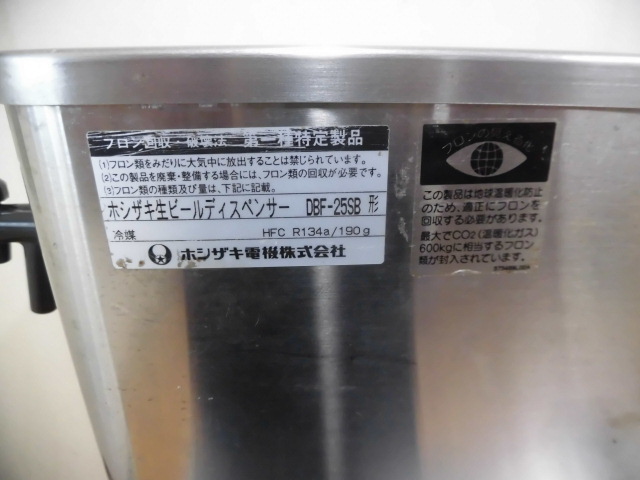 フロン回収・破壊法 第一種特定製品
(1)フロン類をみだりに大気中に放出することは禁じられています。
(2)この製品を廃棄・整備する場合には、フロン類の回収が必要です。
(3)フロン類の種類及び量は、下記に記載。
ホシザキ生ビールディスペンサー DBF-25SB 形
冷媒 HFC R134a/190g
ホシザキ電機株式会社
フロンの見える化
この製品は地球温暖化防止
のため、適正にフロンを
回収する必要があります。
最大でCO2(温暖化ガス)
600kgに相当するフロン
類が封入されています。